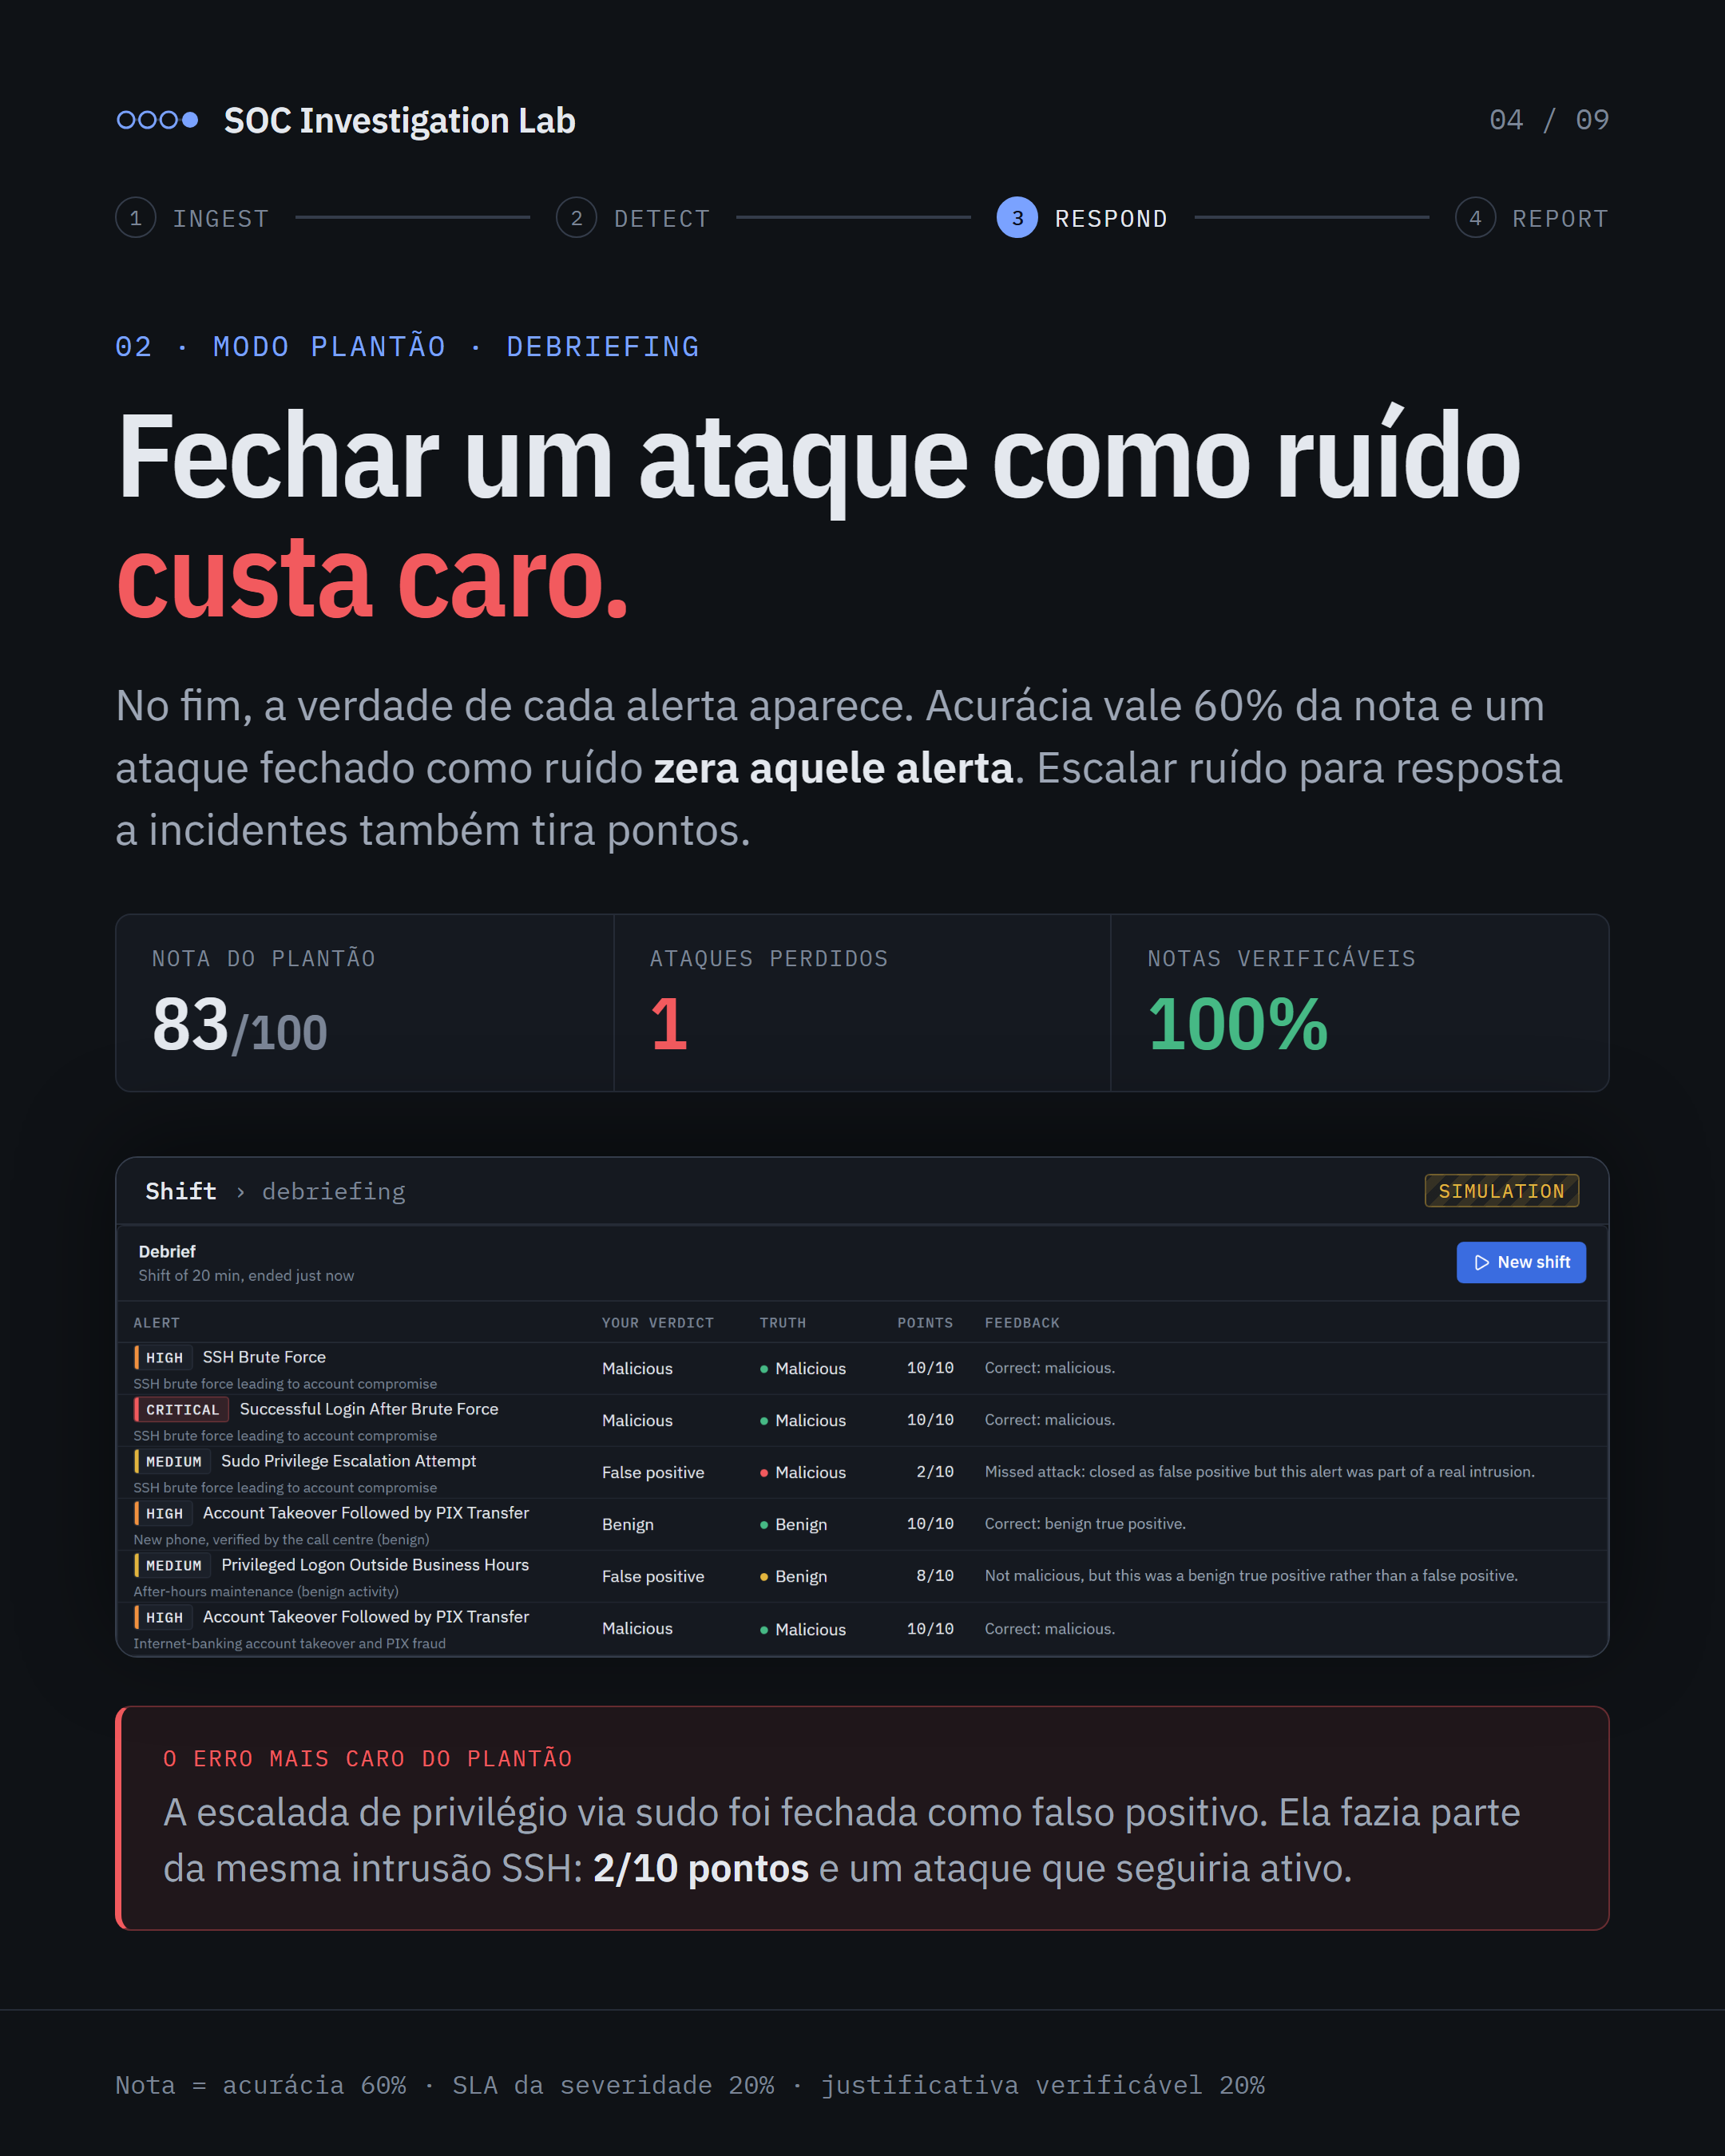 SOC Investigation Lab
04 / 09
1 INGEST
2 DETECT
3 RESPOND
4 REPORT
02 · MODO PLANTÃO · DEBRIEFING
Fechar um ataque como ruído
custa caro.
No fim, a verdade de cada alerta aparece. Acurácia vale 60% da nota e um
ataque fechado como ruído zera aquele alerta. Escalar ruído para resposta
a incidentes também tira pontos.
NOTA DO PLANTÃO
83/100
ATAQUES PERDIDOS
1
NOTAS VERIFICÁVEIS
100%
Shift › debriefing
SIMULATION
Debrief
Shift of 20 min, ended just now
New shift
ALERT YOUR VERDICT TRUTH POINTS FEEDBACK
HIGH SSH Brute Force
SSH brute force leading to account compromise
Malicious Malicious 10/10 Correct: malicious.
CRITICAL Successful Login After Brute Force
SSH brute force leading to account compromise
Malicious Malicious 10/10 Correct: malicious.
MEDIUM Sudo Privilege Escalation Attempt
SSH brute force leading to account compromise
False positive Malicious 2/10 Missed attack: closed as false positive but this alert was part of a real intrusion.
HIGH Account Takeover Followed by PIX Transfer
New phone, verified by the call centre (benign)
Benign Benign 10/10 Correct: benign true positive.
MEDIUM Privileged Logon Outside Business Hours
After-hours maintenance (benign activity)
False positive Benign 8/10 Not malicious, but this was a benign true positive rather than a false positive.
HIGH Account Takeover Followed by PIX Transfer
Internet-banking account takeover and PIX fraud
Malicious Malicious 10/10 Correct: malicious.
O ERRO MAIS CARO DO PLANTÃO
A escalada de privilégio via sudo foi fechada como falso positivo. Ela fazia parte
da mesma intrusão SSH: 2/10 pontos e um ataque que seguiria ativo.
Nota = acurácia 60% · SLA da severidade 20% · justificativa verificável 20%